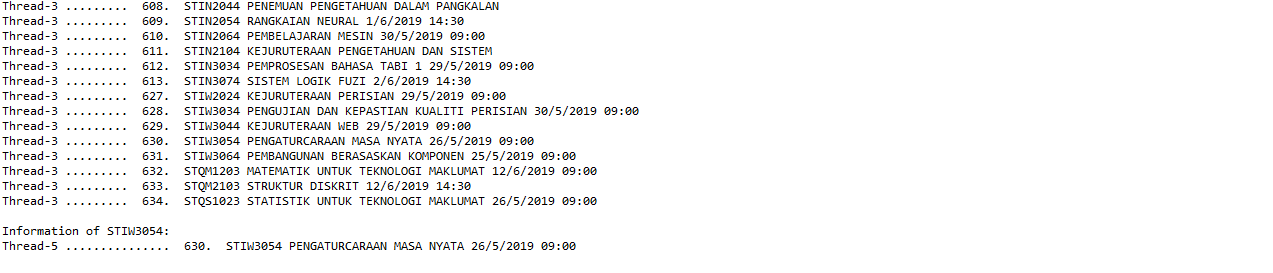 Thread-3 .........  608.  STIN2044 PENEMUAN PENGETAHUAN DALAM PANGKALAN
Thread-3 .........  609.  STIN2054 RANGKAIAN NEURAL 1/6/2019 14:30
Thread-3 .........  610.  STIN2064 PEMBELAJARAN MESIN 30/5/2019 09:00
Thread-3 .........  611.  STIN2104 KEJURUTERAAN PENGETAHUAN DAN SISTEM
Thread-3 .........  612.  STIN3034 PEMPROSESAN BAHASA TABI 1 29/5/2019 09:00
Thread-3 .........  613.  STIN3074 SISTEM LOGIK FUZI 2/6/2019 14:30
Thread-3 .........  627.  STIW2024 KEJURUTERAAN PERISIAN 29/5/2019 09:00
Thread-3 .........  628.  STIW3034 PENGUJIAN DAN KEPASTIAN KUALITI PERISIAN 30/5/2019 09:00
Thread-3 .........  629.  STIW3044 KEJURUTERAAN WEB 29/5/2019 09:00
Thread-3 .........  630.  STIW3054 PENGATURCARAAN MASA NYATA 26/5/2019 09:00
Thread-3 .........  631.  STIW3064 PEMBANGUNAN BERASASKAN KOMPONEN 25/5/2019 09:00
Thread-3 .........  632.  STQM1203 MATEMATIK UNTUK TEKNOLOGI MAKLUMAT 12/6/2019 09:00
Thread-3 .........  633.  STQM2103 STRUKTUR DISKRIT 12/6/2019 14:30
Thread-3 .........  634.  STQS1023 STATISTIK UNTUK TEKNOLOGI MAKLUMAT 26/5/2019 09:00

Information of STIW3054:
Thread-5 ...............  630.  STIW3054 PENGATURCARAAN MASA NYATA 26/5/2019 09:00